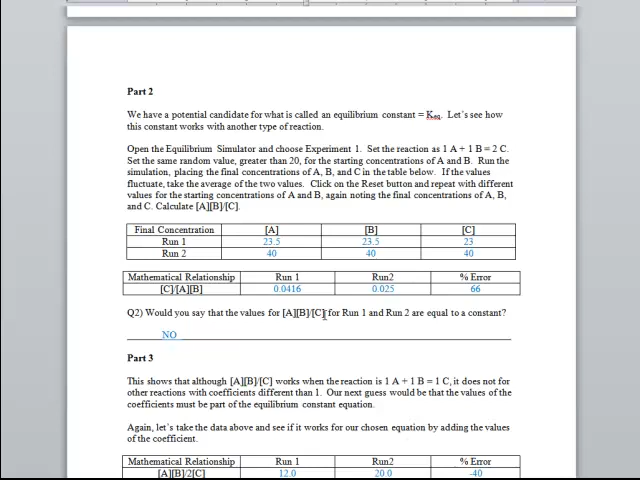 Part 2
We have a potential candidate for what is called an equilibrium constant = Keq. Let's see how
this constant works with another type of reaction.
Open the Equilibrium Simulator and choose Experiment 1. Set the reaction as 1 A + 1 B = 2 C.
Set the same random value, greater than 20, for the starting concentrations of A and B. Run the
simulation, placing the final concentrations of A, B, and C in the table below. If the values
fluctuate, take the average of the two values. Click on the Reset button and repeat with different
values for the starting concentrations of A and B, again noting the final concentrations of A, B,
and C. Calculate [A][B]/[C].
Final Concentration [A] [B] [C]
Run 1 23.5 23.5 23
Run 2 40 40 40
Mathematical Relationship Run 1 Run2 % Error
[C]/[A][B] 0.0416 0.025 66
Q2) Would you say that the values for [A][B]/[C] for Run 1 and Run 2 are equal to a constant?
NO
Part 3
This shows that although [A][B]/[C] works when the reaction is 1 A + 1 B = 1 C, it does not for
other reactions with coefficients different than 1. Our next guess would be that the values of the
coefficients must be part of the equilibrium constant equation.
Again, let's take the data above and see if it works for our chosen equation by adding the values
of the coefficient.
Mathematical Relationship Run 1 Run2 % Error
[A][B]/2[C] 12.0 20.0 -40